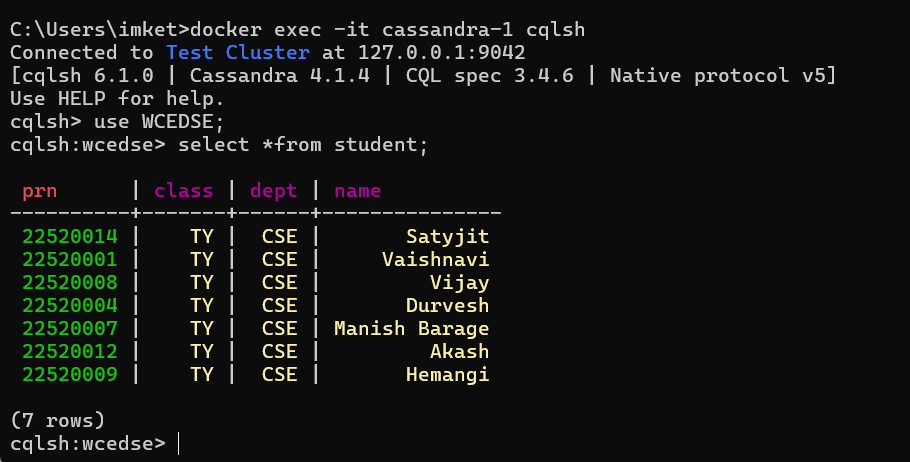 C:\Users\imket>docker exec -it cassandra-1 cqlsh
Connected to Test Cluster at 127.0.0.1:9042
[cqlsh 6.1.0 | Cassandra 4.1.4 | CQL spec 3.4.6 | Native protocol v5]
Use HELP for help.
cqlsh> use WCEDSE;
cqlsh:wcedse> select *from student;
prn | class | dept | name
----------+-------+------+---------------
22520014 | TY | CSE | Satyjit
22520001 | TY | CSE | Vaishnavi
22520008 | TY | CSE | Vijay
22520004 | TY | CSE | Durvesh
22520007 | TY | CSE | Manish Barage
22520012 | TY | CSE | Akash
22520009 | TY | CSE | Hemangi
(7 rows)
cqlsh:wcedse>